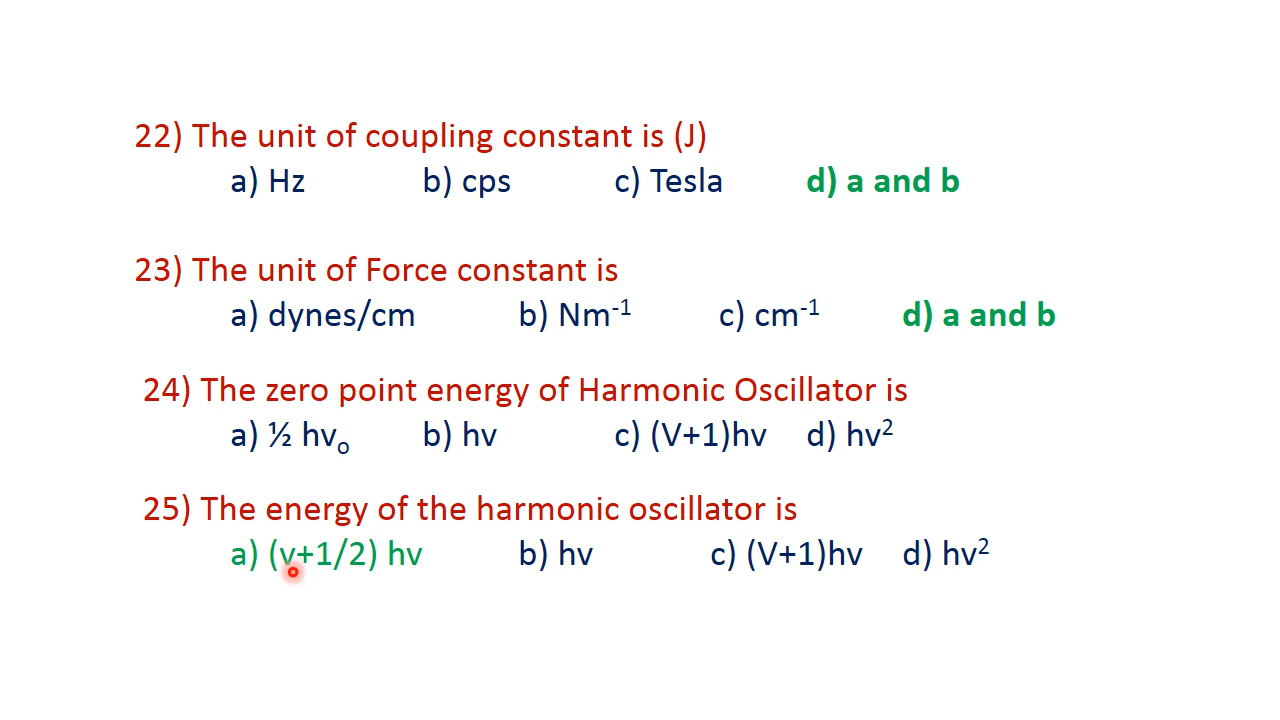 22) The unit of coupling constant is (J)
a) Hz b) cps c) Tesla d) a and b
23) The unit of Force constant is
a) dynes/cm b) Nm⁻¹ c) cm⁻¹ d) a and b
24) The zero point energy of Harmonic Oscillator is
a) ½ hvₒ b) hv c) (V+1)hv d) hv²
25) The energy of the harmonic oscillator is
a) (v+1/2) hv b) hv c) (V+1)hv d) hv²